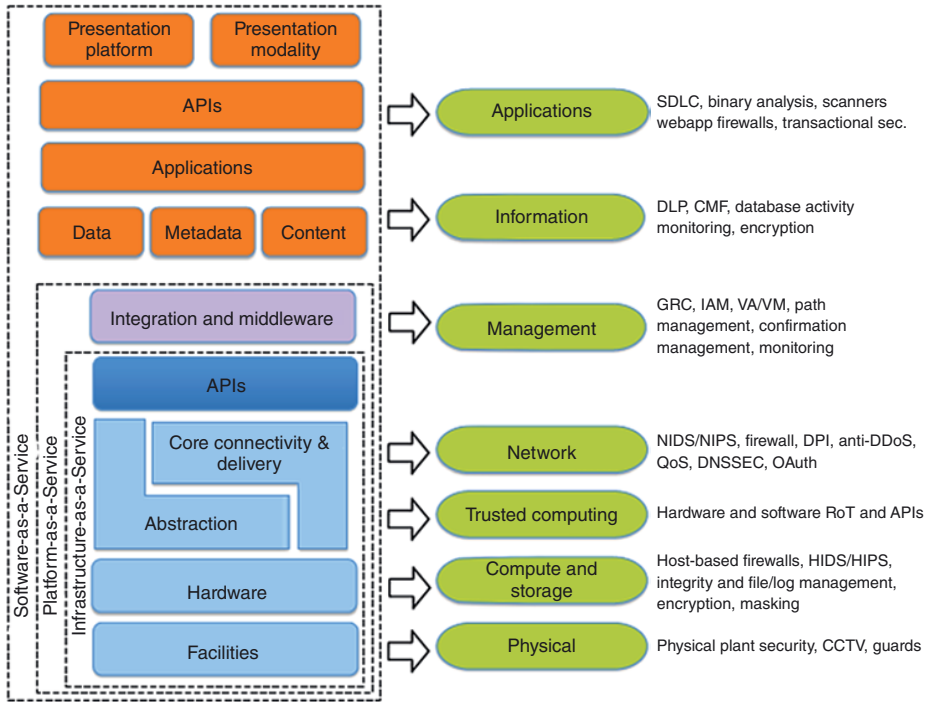 Presentation
platform
Presentation
modality
APIs
Applications
Data
Metadata
Content
Integration and middleware
APIs
Core connectivity &
delivery
Abstraction
Hardware
Facilities
Software-as-a-Service
Platform-as-a-Service
Infrastructure-as-a-Service
Applications
SDLC, binary analysis, scanners
webapp firewalls, transactional sec.
Information
DLP, CMF, database activity
monitoring, encryption
Management
GRC, IAM, VA/VM, path
management, confirmation
management, monitoring
Network
NIDS/NIPS, firewall, DPI, anti-DDoS,
QoS, DNSSEC, OAuth
Trusted computing
Hardware and software RoT and APIs
Compute and
storage
Host-based firewalls, HIDS/HIPS,
integrity and file/log management,
encryption, masking
Physical
Physical plant security, CCTV, guards